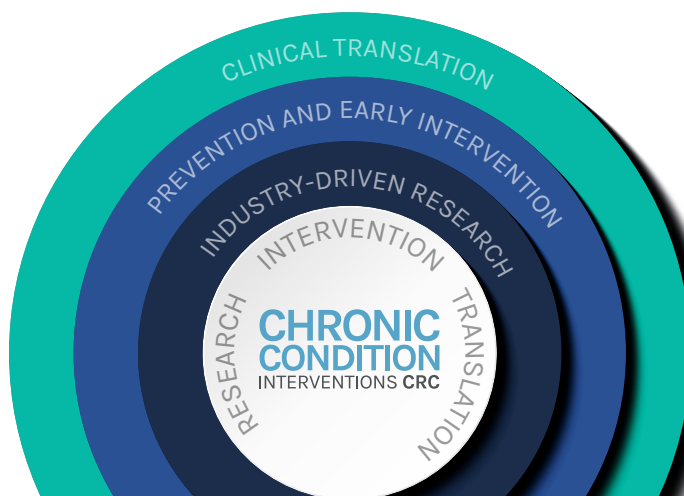 CLINICAL TRANSLATION
PREVENTION AND EARLY INTERVENTION
INDUSTRY-DRIVEN RESEARCH
RESEARCH
INTERVENTION
TRANSLATION
CHRONIC
CONDITION
INTERVENTIONS CRC